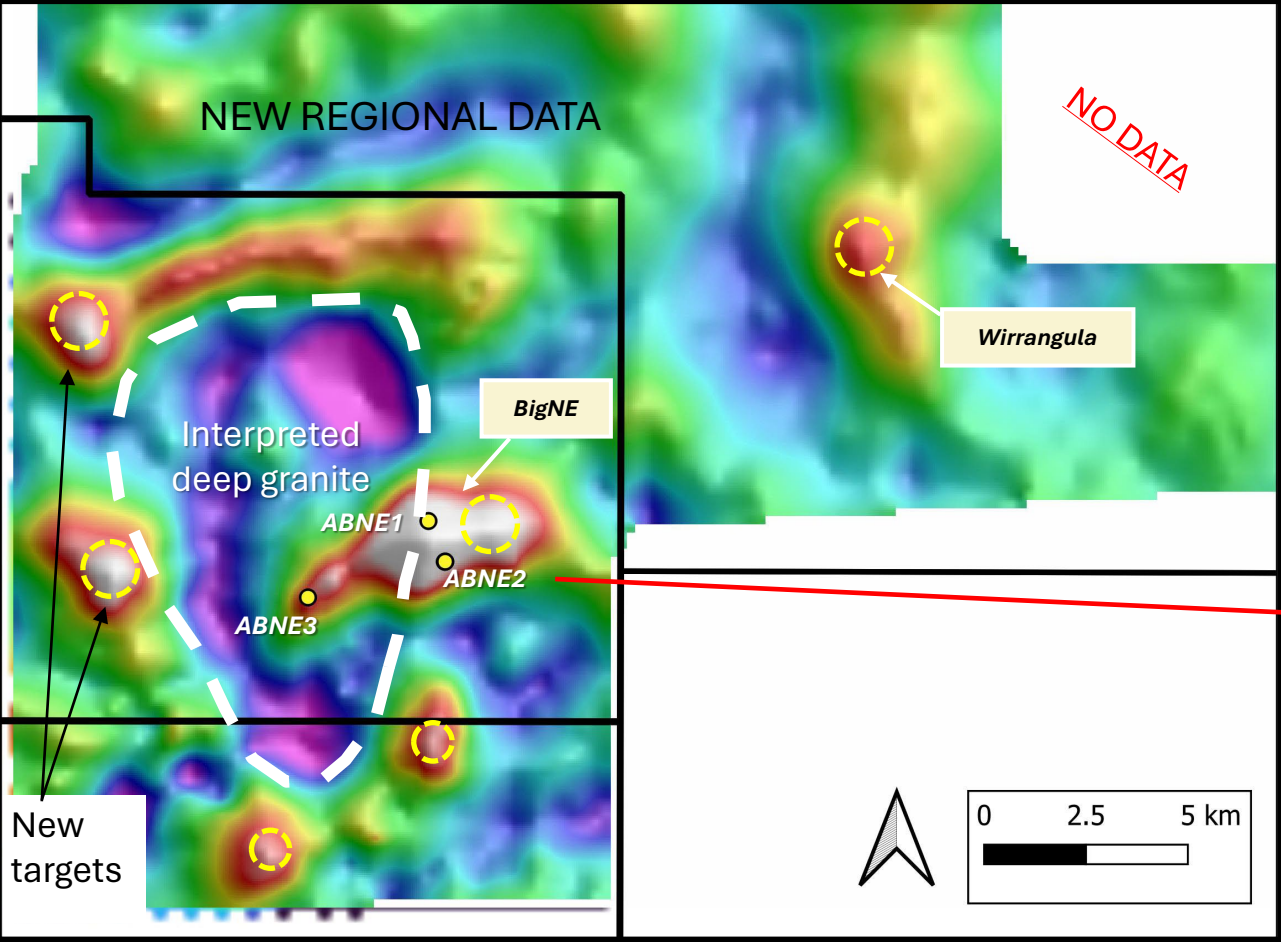 NEW REGIONAL DATA
NO DATA
Wirrangula
BigNE
Interpreted
deep granite
ABNE1
ABNE2
ABNE3
New
targets
0 2.5 5 km